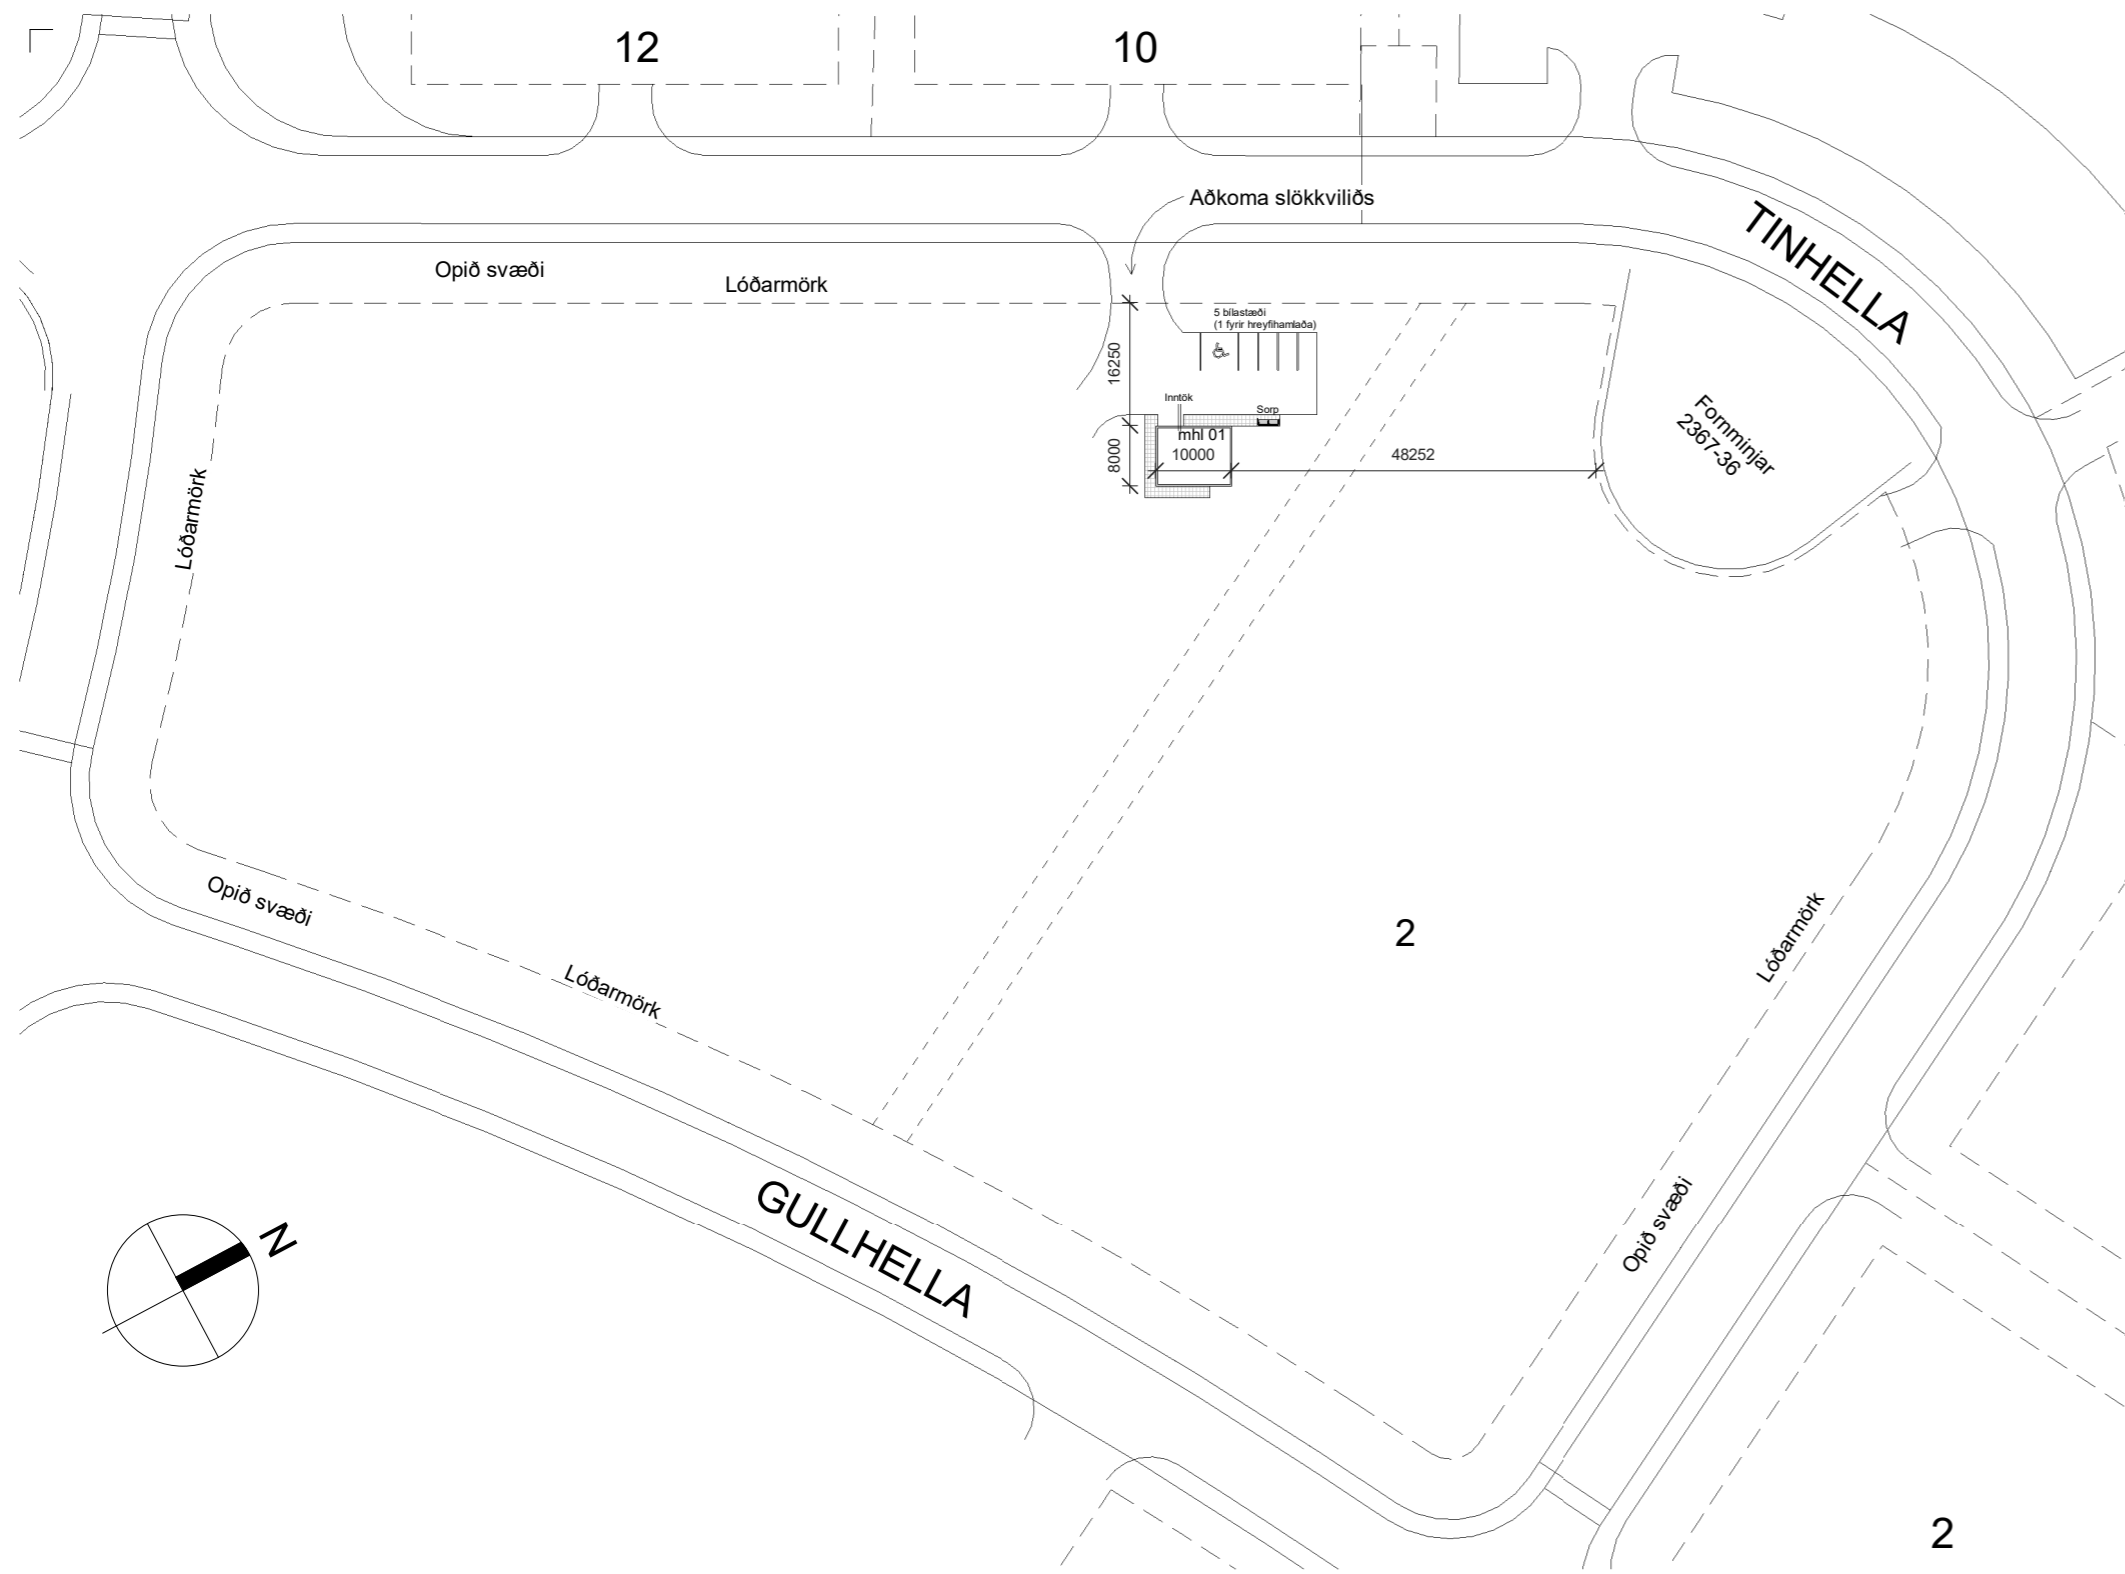 12
10
Aðkoma slökkviliðs
TINHELLA
Opið svæði
Lóðarmörk
5 bílastæði
(1 fyrir hreyfihamlaða)
16250
Inntök
Sorp
mhl 01
10000
8000
48252
Fornminjar
2367-36
Lóðarmörk
Opið svæði
Lóðarmörk
2
Lóðarmörk
GULLHELLA
Opið svæði
N
2